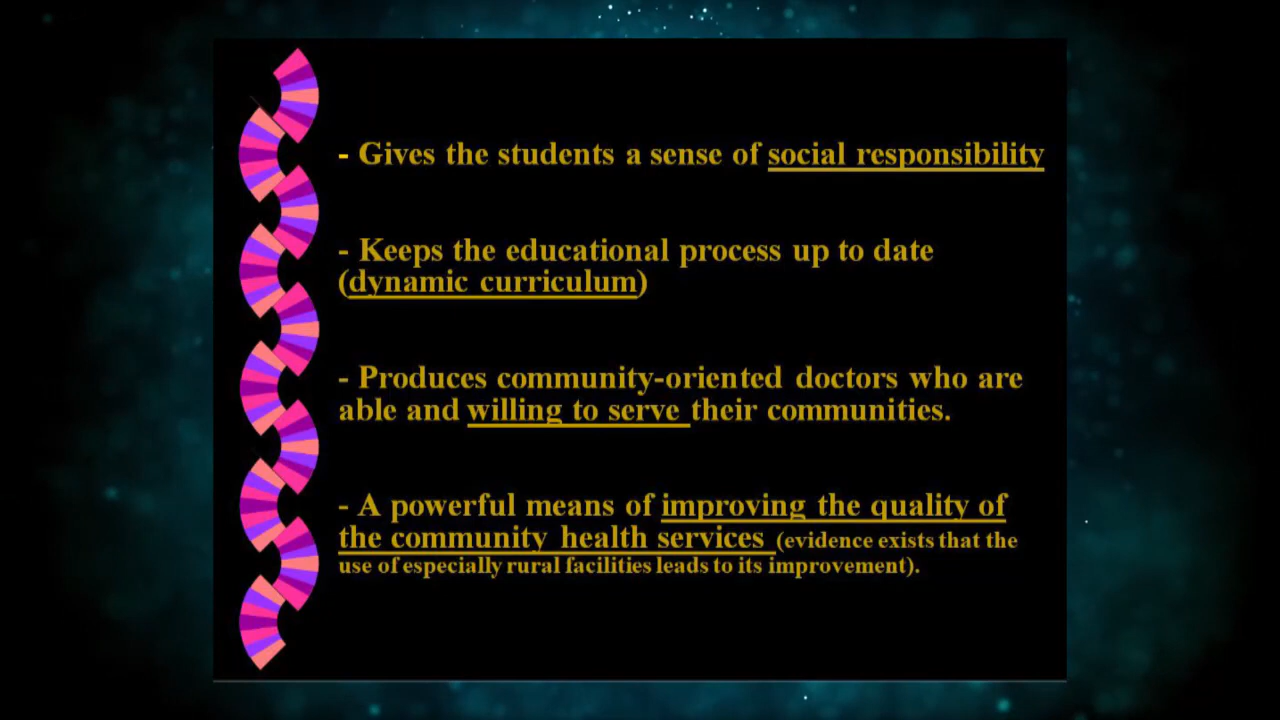 - Gives the students a sense of social responsibility
- Keeps the educational process up to date
(dynamic curriculum)
- Produces community-oriented doctors who are
able and willing to serve their communities.
- A powerful means of improving the quality of
the community health services (evidence exists that the
use of especially rural facilities leads to its improvement).